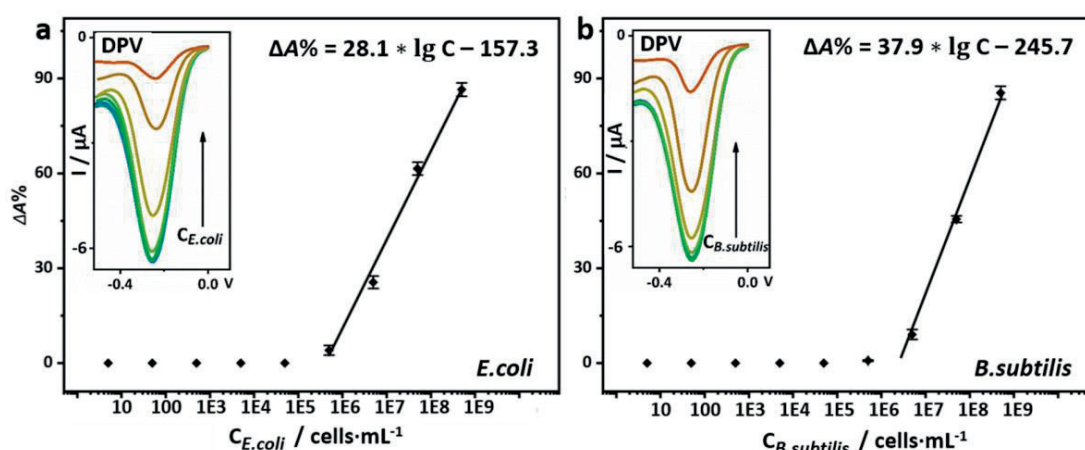 a
DPV
ΔA% = 28.1 * lg C – 157.3
0
-6
I / μA
C_E.coli
-0.4
0.0 V
90
60
30
0
ΔA%
E.coli
10 100 1E3 1E4 1E5 1E6 1E7 1E8 1E9
C_E.coli / cells·mL⁻¹
b
DPV
ΔA% = 37.9 * lg C – 245.7
0
-6
I / μA
C_B.subtilis
-0.4
0.0 V
90
60
30
0
B.subtilis
10 100 1E3 1E4 1E5 1E6 1E7 1E8 1E9
C_B.subtilis / cells·mL⁻¹